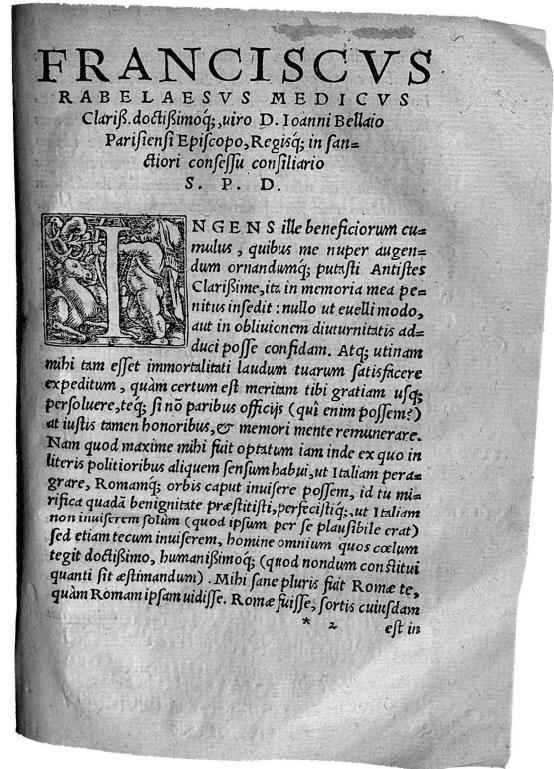 FRANCISCVS
RABELAESVS MEDICVS
Clariß. doctißimoq́;, uiro D. Ioanni Bellaio
Parisiensi Episcopo, Regisq́; in san=
ctiori consessu consiliario
S. P. D.
INGENS ille beneficiorum cu=
mulus, quibus me nuper augen=
dum ornandumq́; putasti Antistes
Clarißime, ita in memoria mea pe=
nitus insedit: nullo ut euelli modo,
aut in obliuionem diuturnitatis ad=
duci posse confidam. Atq; utinam
mihi tam esset immortalitati laudum tuarum satisfacere
expeditum, quàm certum est meritam tibi gratiam usq;
persoluere, teq́; si nõ paribus officijs (quî enim possem?)
at iustis tamen honoribus, & memori mente remunerare.
Nam quod maxime mihi fuit optatum iam inde ex quo in
literis politioribus aliquem sensum habui, ut Italiam pera=
grare, Romamq́; orbis caput inuisere possem, id tu mi=
rifica quadã benignitate præstitisti, perfecistiq́;, ut Italiam
non inuiserem solùm (quod ipsum per se plausibile erat)
sed etiam tecum inuiserem, homine omnium quos cœlum
tegit doctißimo, humanißimoq́; (quod nondum constitui
quanti sit æstimandum). Mihi sane pluris fuit Romæ te,
quàm Romam ipsam uidisse. Romæ fuisse, sortis cuiusdam
* 2 est in